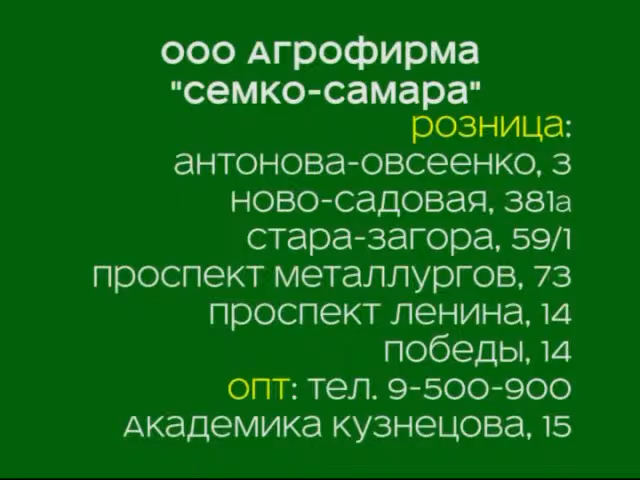 ООО Агрофирма
"семко-самара"
розница:
антонова-овсеенко, 3
ново-садовая, 381а
стара-загора, 59/1
проспект металлургов, 73
проспект ленина, 14
победы, 14
опт: тел. 9-500-900
Академика кузнецова, 15